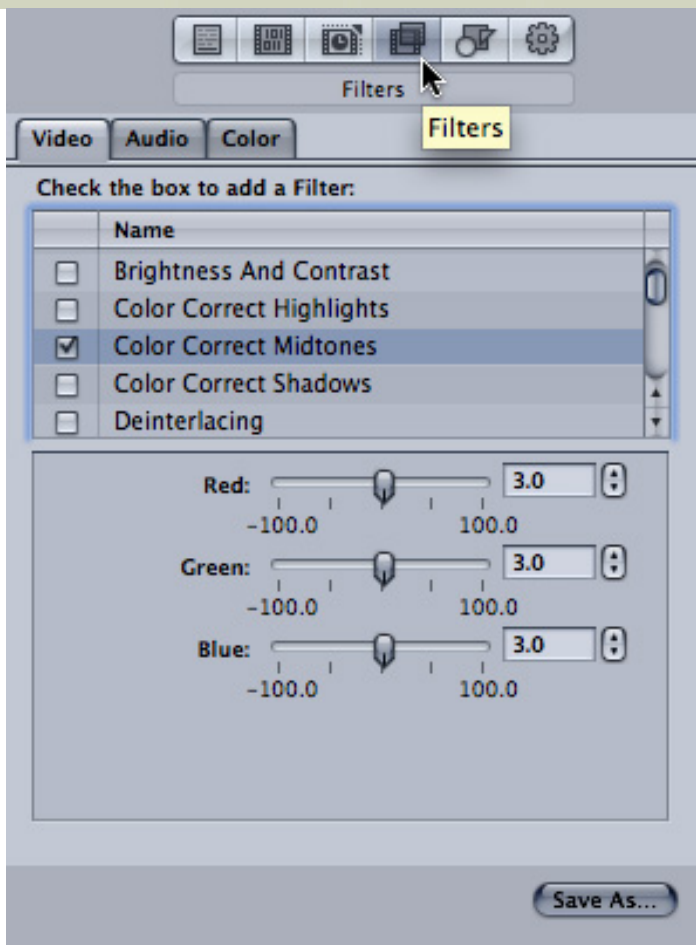 Filters
Filters
Video Audio Color
Check the box to add a Filter:
Name
Brightness And Contrast
Color Correct Highlights
Color Correct Midtones
Color Correct Shadows
Deinterlacing
Red: 3.0
-100.0 100.0
Green: 3.0
-100.0 100.0
Blue: 3.0
-100.0 100.0
Save As...